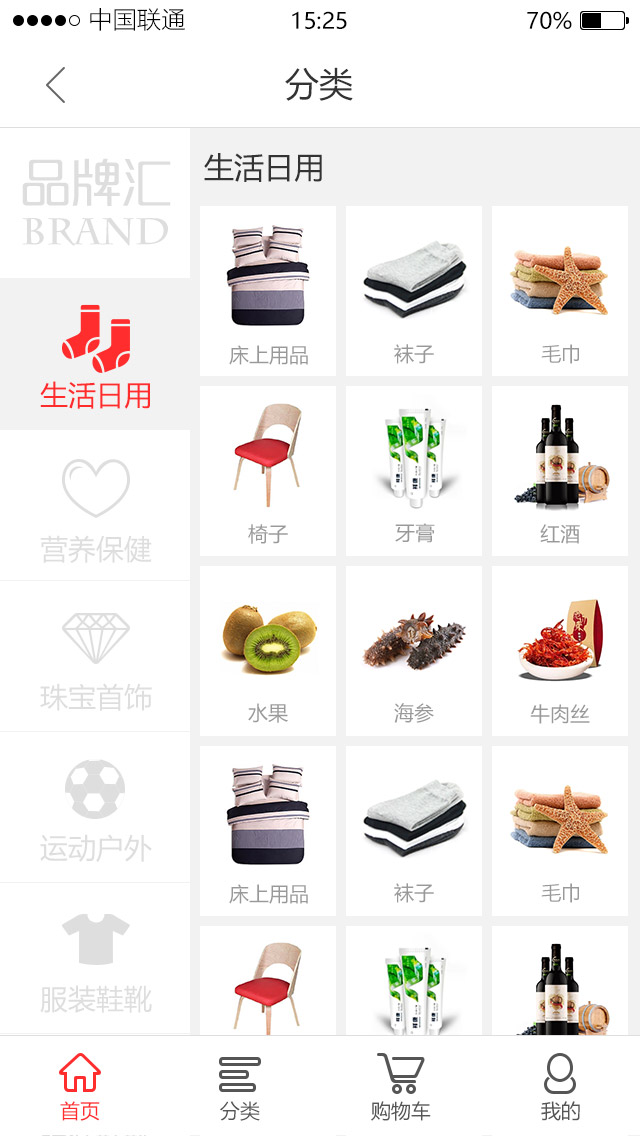 中国联通 15:25 70%
分类
品牌汇
BRAND
生活日用
营养保健
珠宝首饰
运动户外
服装鞋靴
生活日用
床上用品 袜子 毛巾
椅子 牙膏 红酒
水果 海参 牛肉丝
床上用品 袜子 毛巾
首页 分类 购物车 我的